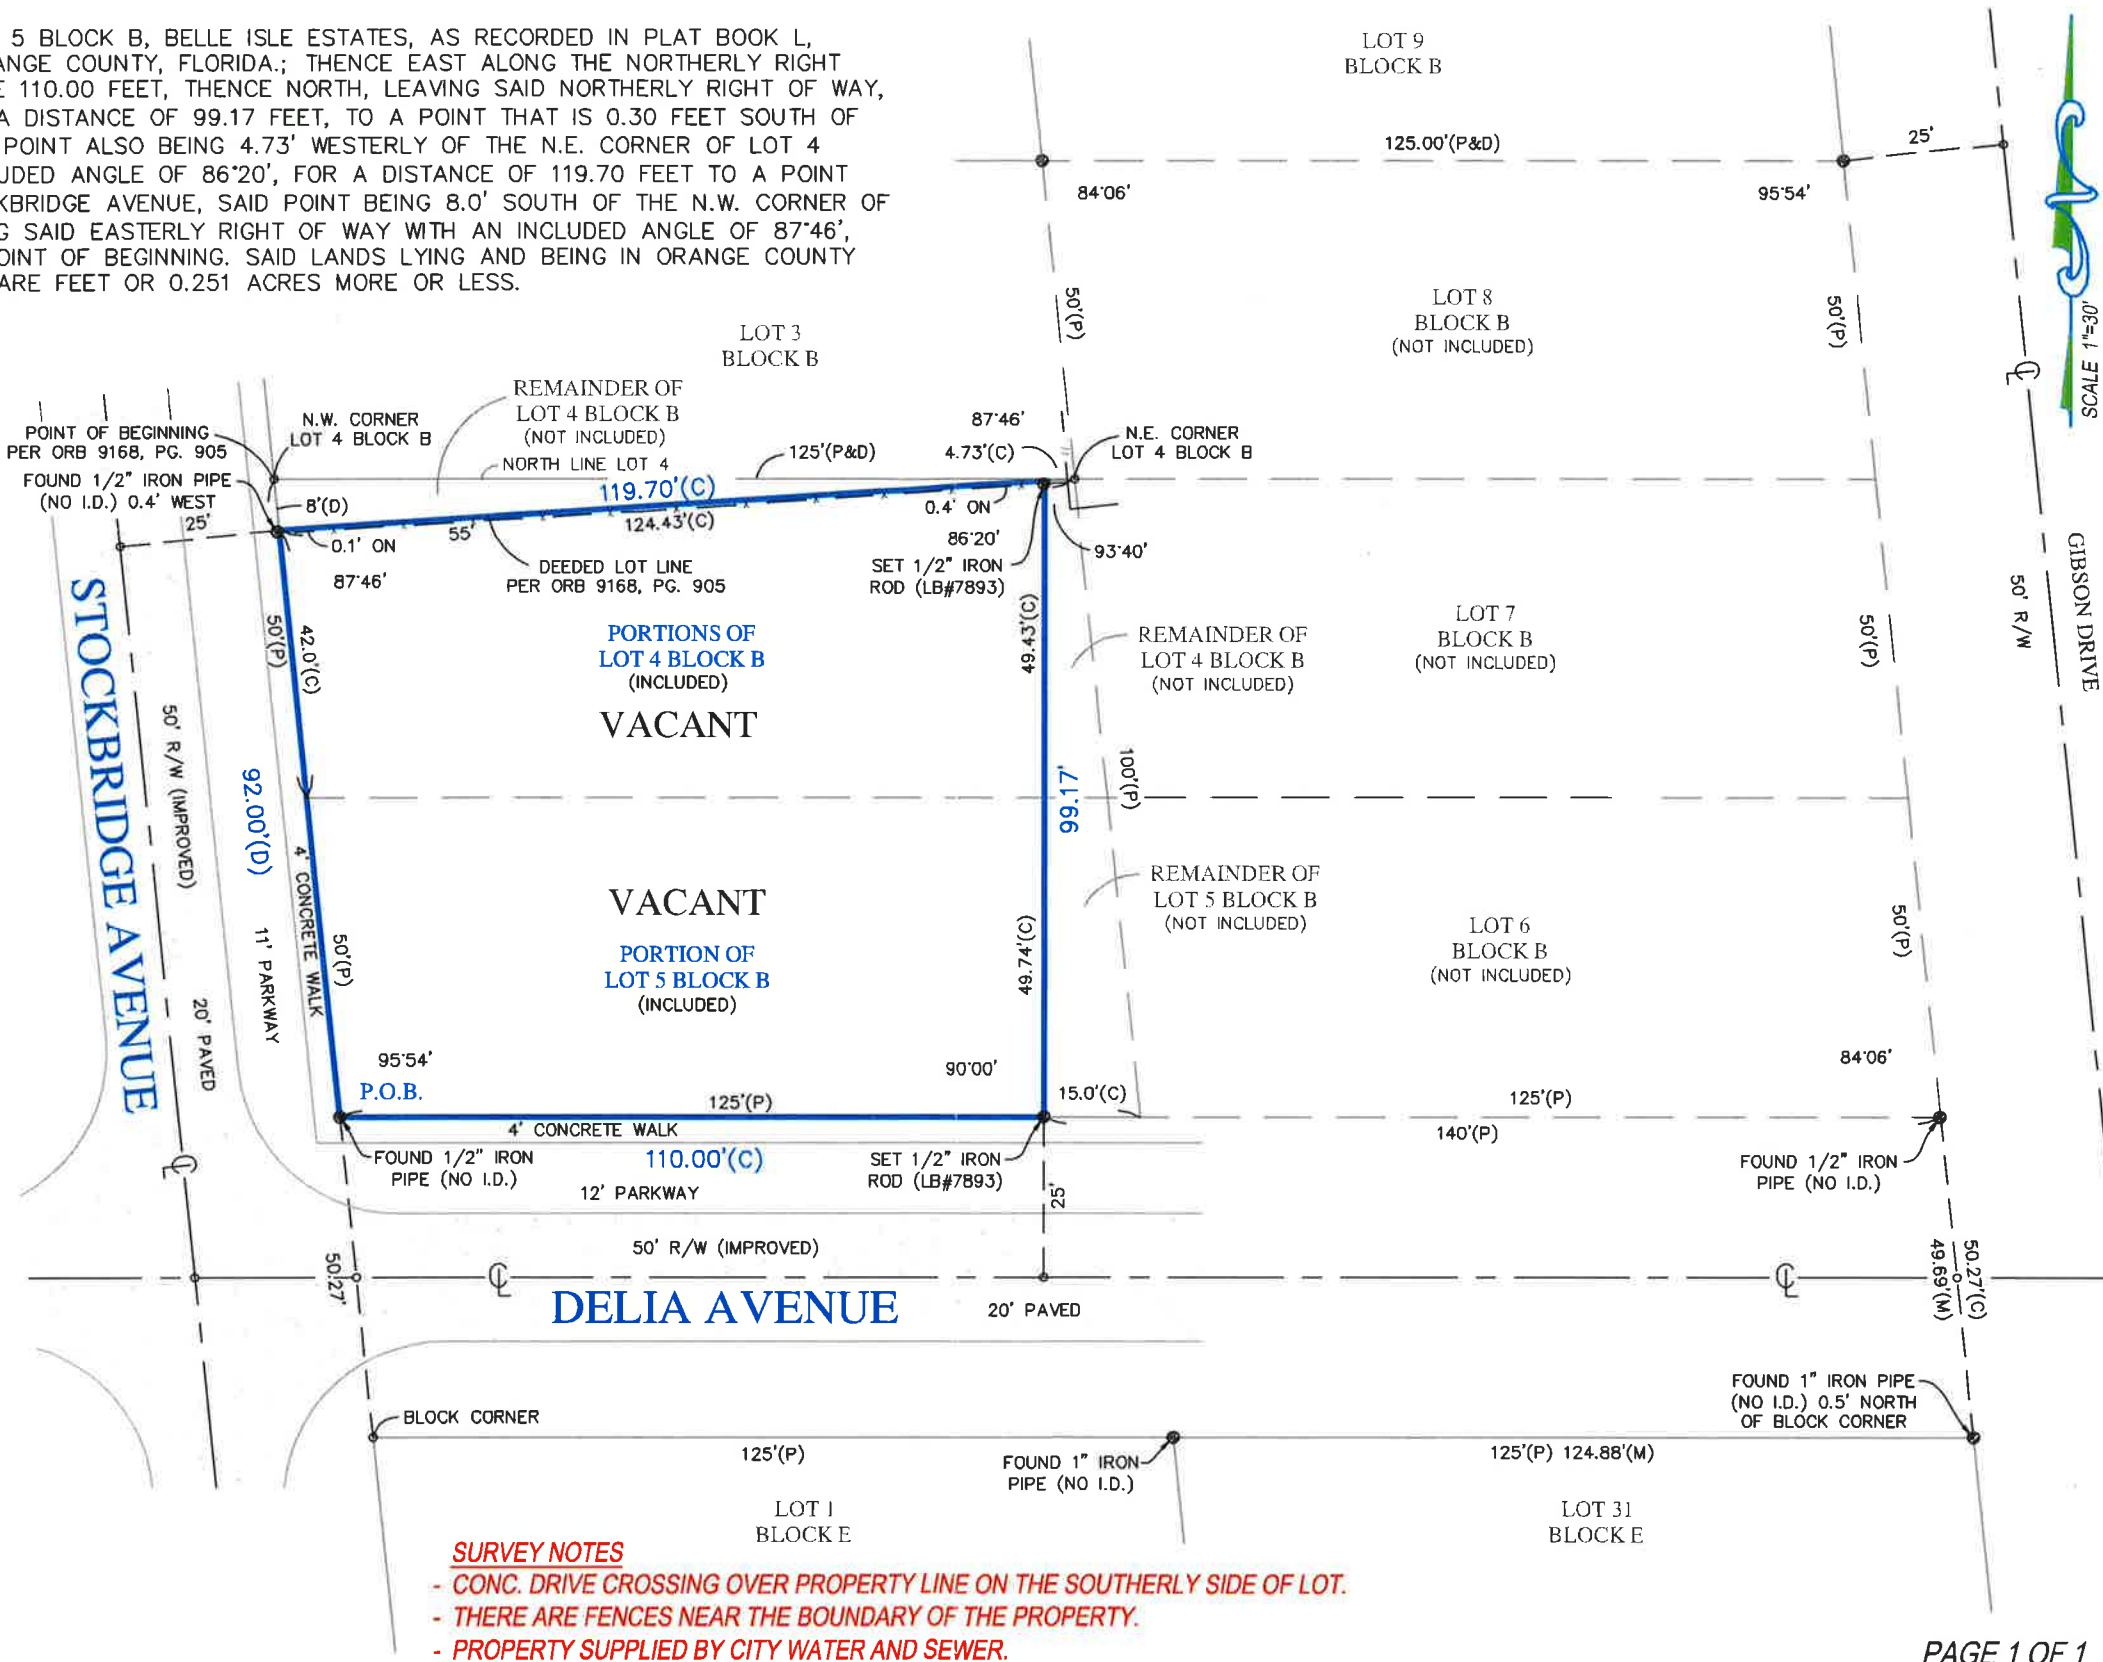 5 BLOCK B, BELLE ISLE ESTATES, AS RECORDED IN PLAT BOOK L,
ANGE COUNTY, FLORIDA.; THENCE EAST ALONG THE NORTHERLY RIGHT
E 110.00 FEET, THENCE NORTH, LEAVING SAID NORTHERLY RIGHT OF WAY,
A DISTANCE OF 99.17 FEET, TO A POINT THAT IS 0.30 FEET SOUTH OF
POINT ALSO BEING 4.73' WESTERLY OF THE N.E. CORNER OF LOT 4
UDED ANGLE OF 86°20', FOR A DISTANCE OF 119.70 FEET TO A POINT
KBRIDGE AVENUE, SAID POINT BEING 8.0' SOUTH OF THE N.W. CORNER OF
G SAID EASTERLY RIGHT OF WAY WITH AN INCLUDED ANGLE OF 87°46',
OINT OF BEGINNING. SAID LANDS LYING AND BEING IN ORANGE COUNTY
ARE FEET OR 0.251 ACRES MORE OR LESS.
LOT 9
BLOCK B
125.00'(P&D)
25'
84°06'
95°54'
50'(P)
LOT 8
BLOCK B
(NOT INCLUDED)
50'(P)
SCALE 1"=30'
LOT 3
BLOCK B
REMAINDER OF
LOT 4 BLOCK B
(NOT INCLUDED)
N.W. CORNER
LOT 4 BLOCK B
POINT OF BEGINNING
PER ORB 9168, PG. 905
FOUND 1/2" IRON PIPE
(NO I.D.) 0.4' WEST
25'
NORTH LINE LOT 4
125'(P&D)
87°46'
4.73'(C)
N.E. CORNER
LOT 4 BLOCK B
8'(D)
119.70'(C)
0.4' ON
0.1' ON
55'
124.43'(C)
86°20'
93°40'
87°46'
DEEDED LOT LINE
PER ORB 9168, PG. 905
SET 1/2" IRON
ROD (LB#7893)
STOCKBRIDGE AVENUE
50'(P)
42.0'(C)
49.43'(C)
PORTIONS OF
LOT 4 BLOCK B
(INCLUDED)
VACANT
REMAINDER OF
LOT 4 BLOCK B
(NOT INCLUDED)
LOT 7
BLOCK B
(NOT INCLUDED)
50'(P)
50' R/W
GIBSON DRIVE
50' R/W (IMPROVED)
92.00'(D)
99.17'
100'(P)
4' CONCRETE WALK
VACANT
PORTION OF
LOT 5 BLOCK B
(INCLUDED)
REMAINDER OF
LOT 5 BLOCK B
(NOT INCLUDED)
LOT 6
BLOCK B
(NOT INCLUDED)
50'(P)
11' PARKWAY
50'(P)
49.74'(C)
20' PAVED
95°54'
P.O.B.
90°00'
84°06'
125'(P)
15.0'(C)
125'(P)
4' CONCRETE WALK
140'(P)
FOUND 1/2" IRON
PIPE (NO I.D.)
110.00'(C)
SET 1/2" IRON
ROD (LB#7893)
FOUND 1/2" IRON
PIPE (NO I.D.)
12' PARKWAY
25'
50' R/W (IMPROVED)
50.27'
50.27'(C)
49.69'(M)
DELIA AVENUE
20' PAVED
BLOCK CORNER
FOUND 1" IRON PIPE
(NO I.D.) 0.5' NORTH
OF BLOCK CORNER
125'(P)
FOUND 1" IRON
PIPE (NO I.D.)
125'(P) 124.88'(M)
LOT 1
BLOCK E
LOT 31
BLOCK E
SURVEY NOTES
- CONC. DRIVE CROSSING OVER PROPERTY LINE ON THE SOUTHERLY SIDE OF LOT.
- THERE ARE FENCES NEAR THE BOUNDARY OF THE PROPERTY.
- PROPERTY SUPPLIED BY CITY WATER AND SEWER.
PAGE 1 OF 1